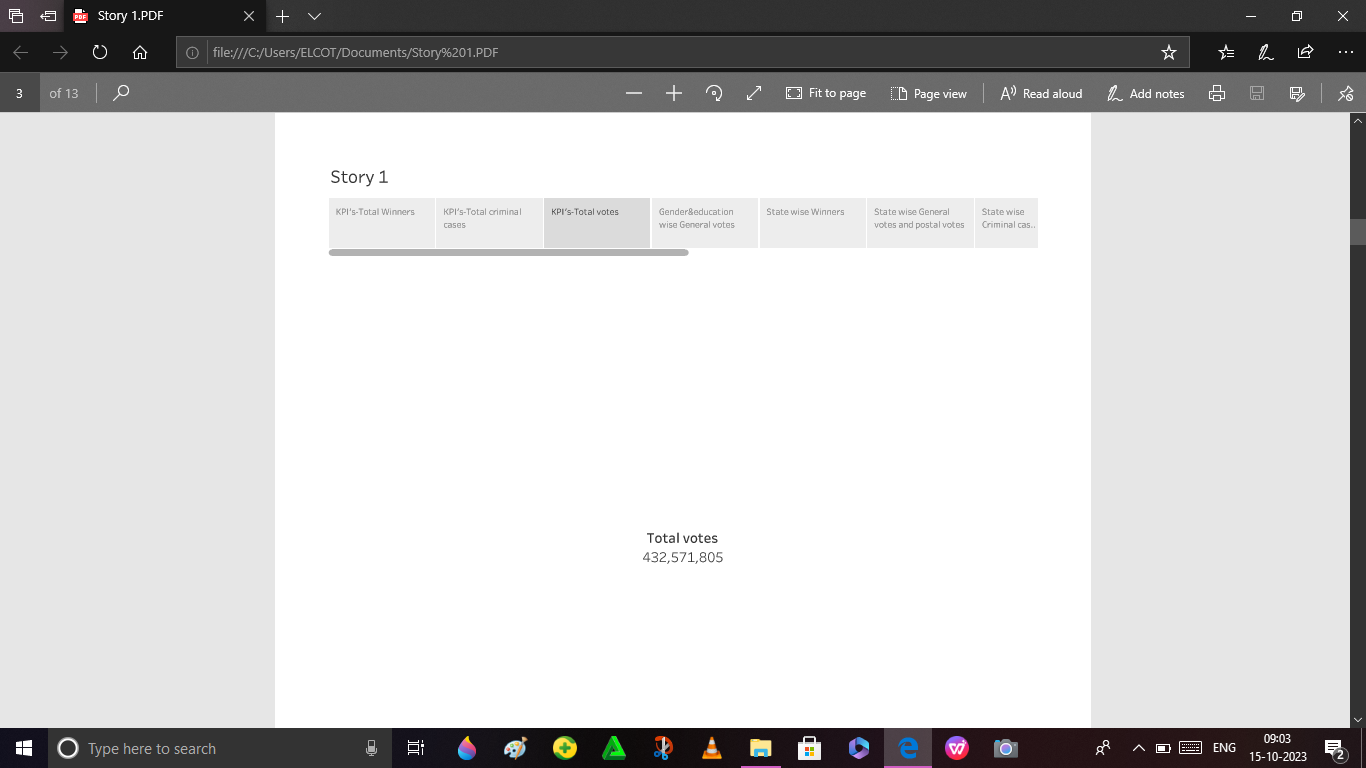 Story 1.PDF
file:///C:/Users/ELCOT/Documents/Story%201.PDF
3 of 13 Fit to page Page view Read aloud Add notes
Story 1
KPI's-Total Winners
KPI's-Total criminal
cases
KPI's-Total votes
Gender&education
wise General votes
State wise Winners
State wise General
votes and postal votes
State wise
Criminal cas..
Total votes
432,571,805
Type here to search
ENG
09:03
15-10-2023
2